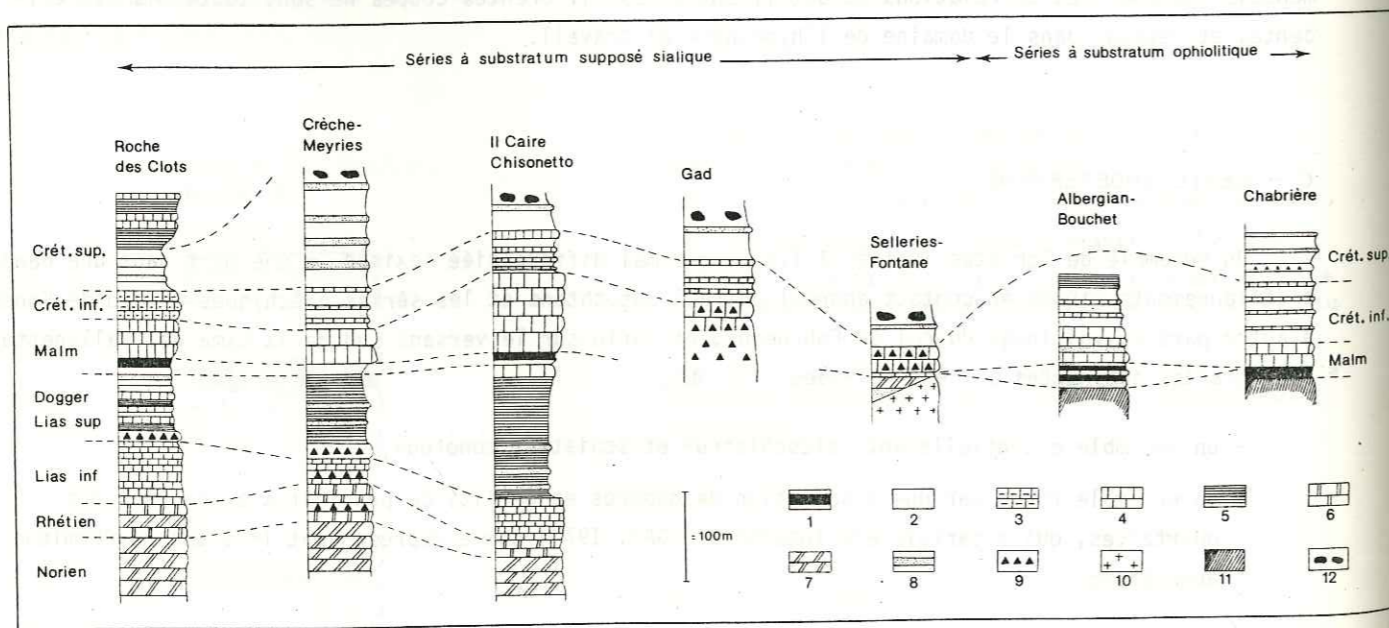 Séries à substratum supposé sialique
Séries à substratum ophiolitique
Roche
des Clots
Crèche-
Meyries
Il Caire
Chisonetto
Gad
Selleries-
Fontane
Albergian-
Bouchet
Chabrière
Crét. sup.
Crét. inf.
Malm
Dogger
Lias sup
Lias inf
Rhétien
Norien
Crét. sup
Crét. inf.
Malm
100m
1
2
3
4
5
6
7
8
9
10
11
12